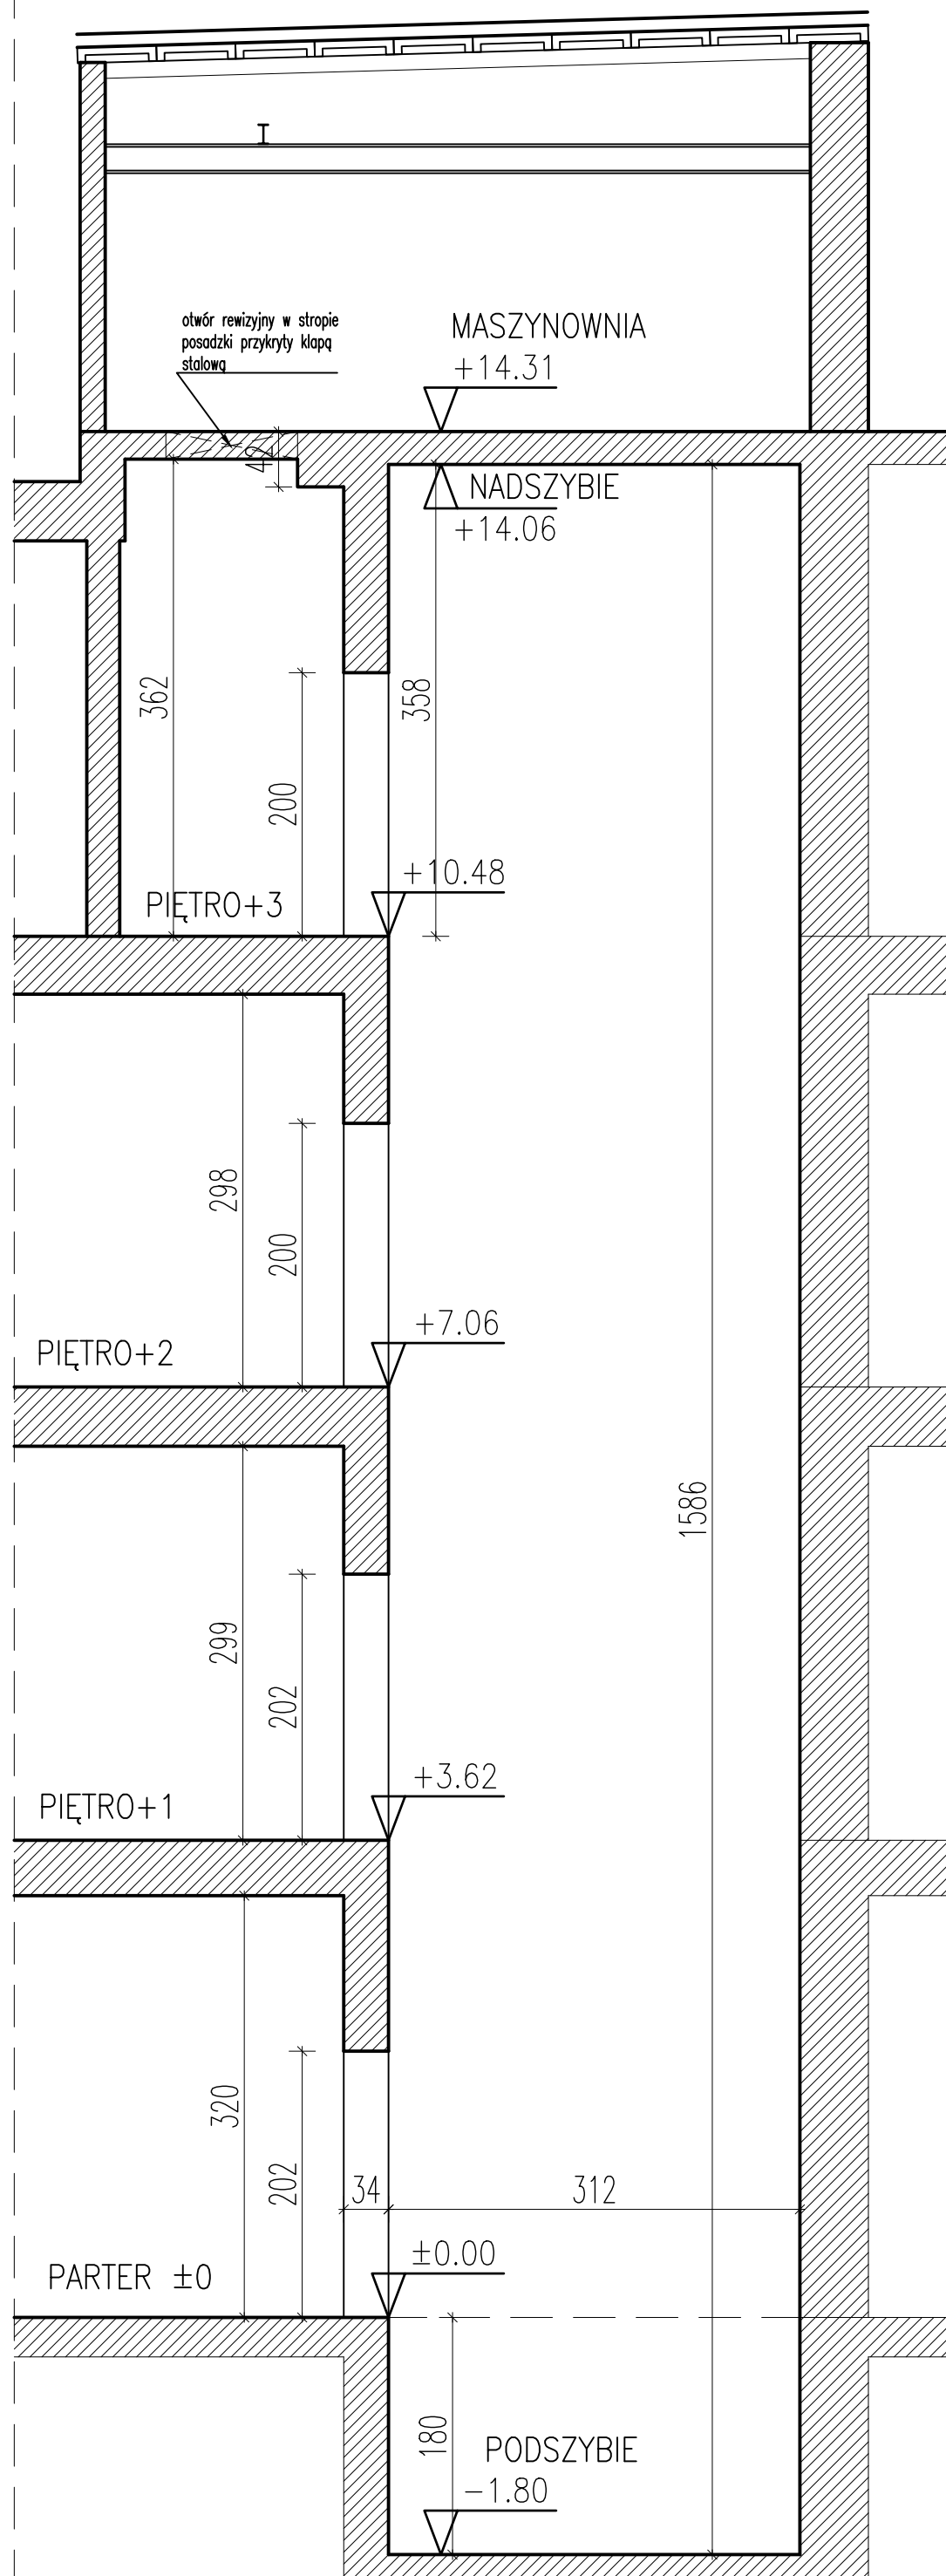 otwór rewizyjny w stropie
posadzki przykryty klapą
stalową
MASZYNOWNIA
+14.31
42
NADSZYBIE
+14.06
362
358
200
+10.48
PIĘTRO+3
298
200
+7.06
PIĘTRO+2
1586
299
202
+3.62
PIĘTRO+1
320
202
34
312
±0.00
PARTER ±0
180
PODSZYBIE
-1.80